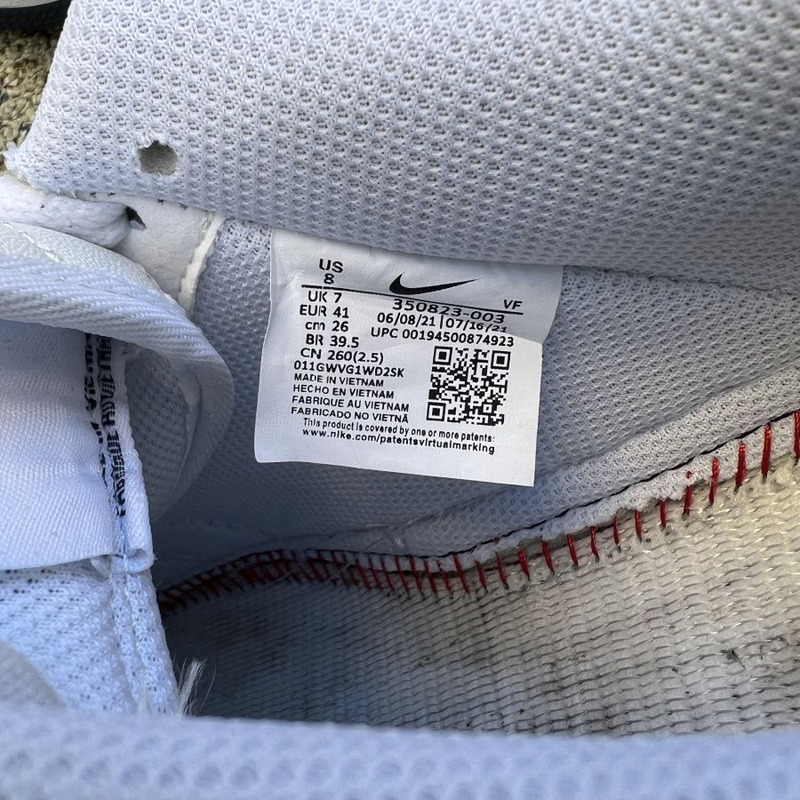 US
8
UK 7
EUR 41
cm 26
BR 39.5
CN 260(2.5)
VF
350823-003
06/08/21|07/16/21
UPC 00194500874923
011GWVG1WD2SK
MADE IN VIETNAM
HECHO EN VIETNAM
FABRIQUE AU VIETNAM
FABRICADO NO VIETNÃ
This product is covered by one or more patents:
www.nike.com/patentsvirtualmarking